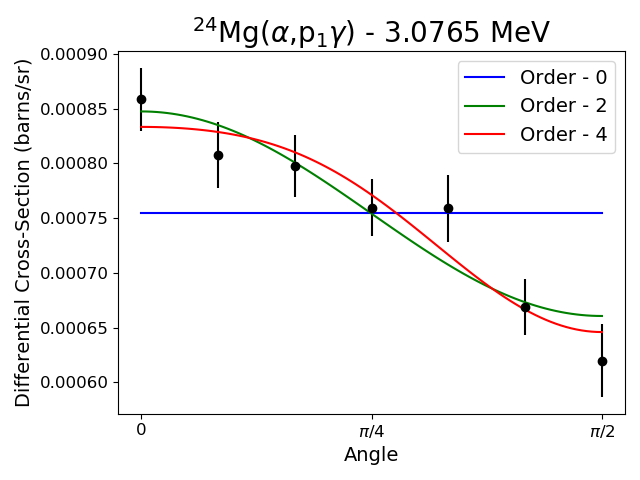 ²⁴Mg(α,p₁γ) - 3.0765 MeV
Differential Cross-Section (barns/sr)
0.00090
0.00085
0.00080
0.00075
0.00070
0.00065
0.00060
Order - 0
Order - 2
Order - 4
0
π/4
π/2
Angle